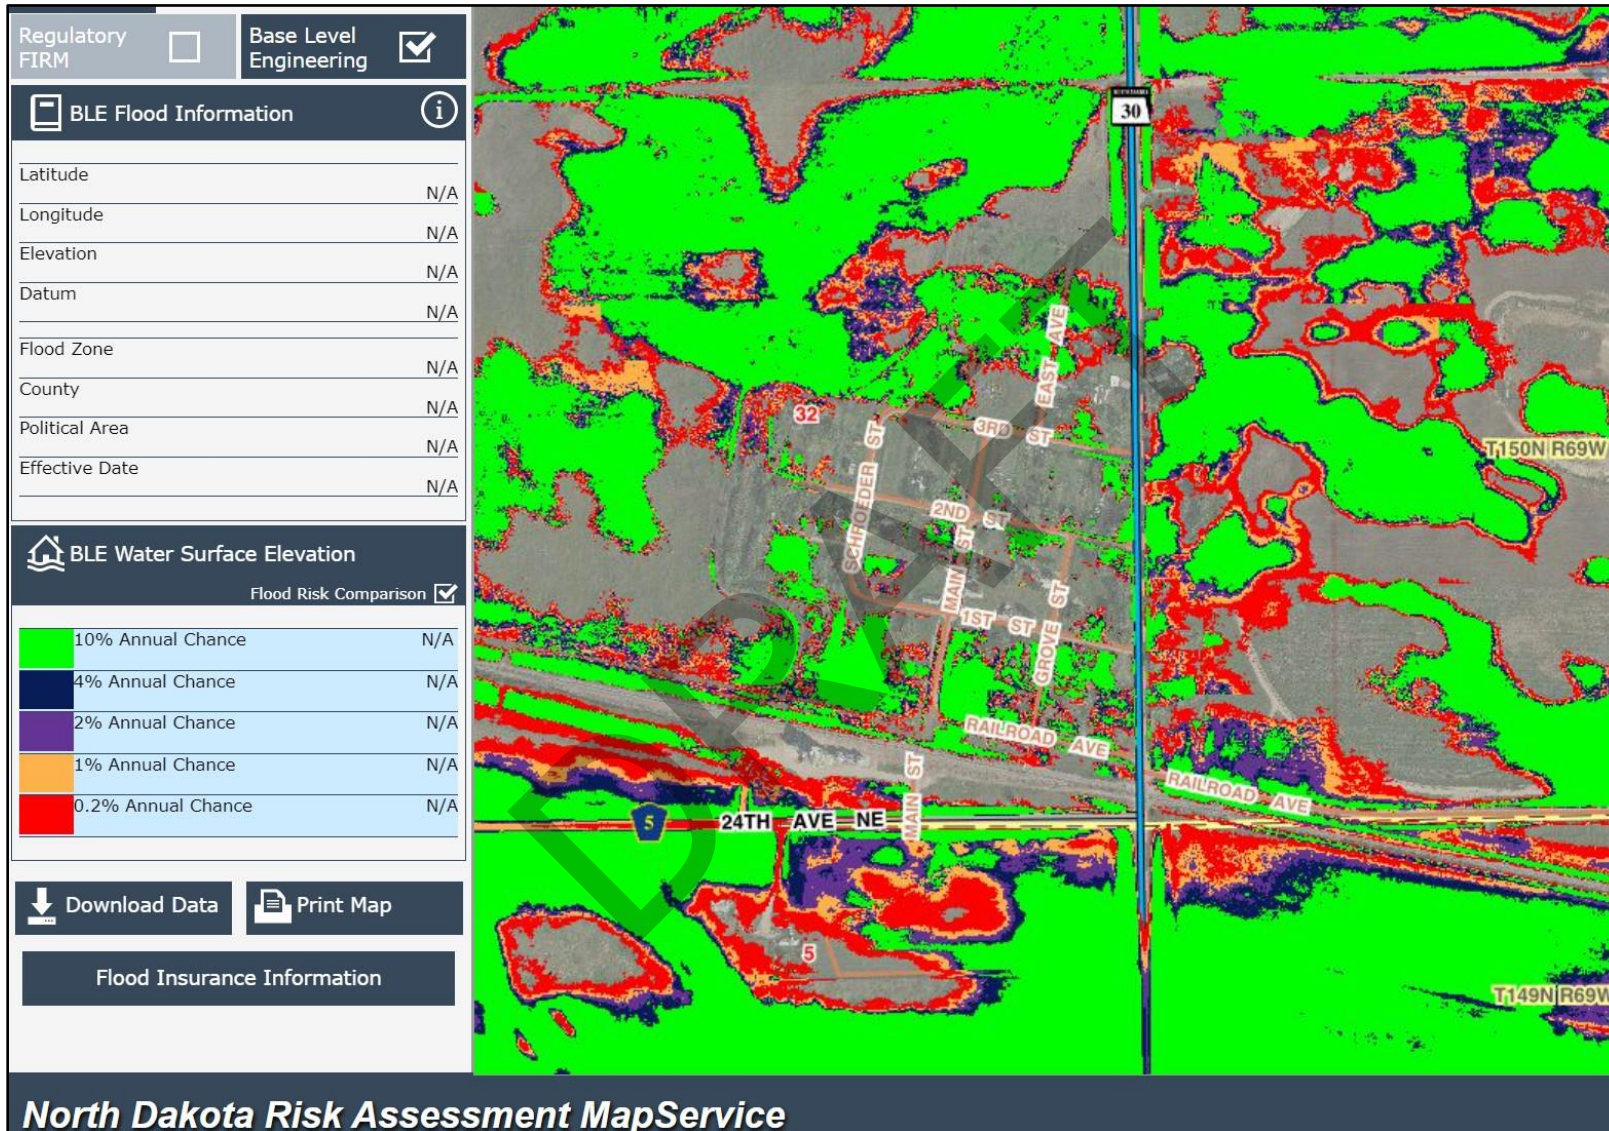 Regulatory
FIRM
Base Level
Engineering
BLE Flood Information
i
Latitude
N/A
Longitude
N/A
Elevation
N/A
Datum
N/A
Flood Zone
N/A
County
N/A
Political Area
N/A
Effective Date
N/A
BLE Water Surface Elevation
Flood Risk Comparison
10% Annual Chance N/A
4% Annual Chance N/A
2% Annual Chance N/A
1% Annual Chance N/A
0.2% Annual Chance N/A
Download Data
Print Map
Flood Insurance Information
North Dakota Risk Assessment MapService
30
EAST AVE
32
3RD ST
SCHROEDER ST
T150N R69W
2ND ST
MAIN ST
1ST ST
GROVE ST
RAILROAD AVE
RAILROAD AVE
MAIN ST
5
24TH AVE NE
5
T149N R69W
DRAFT